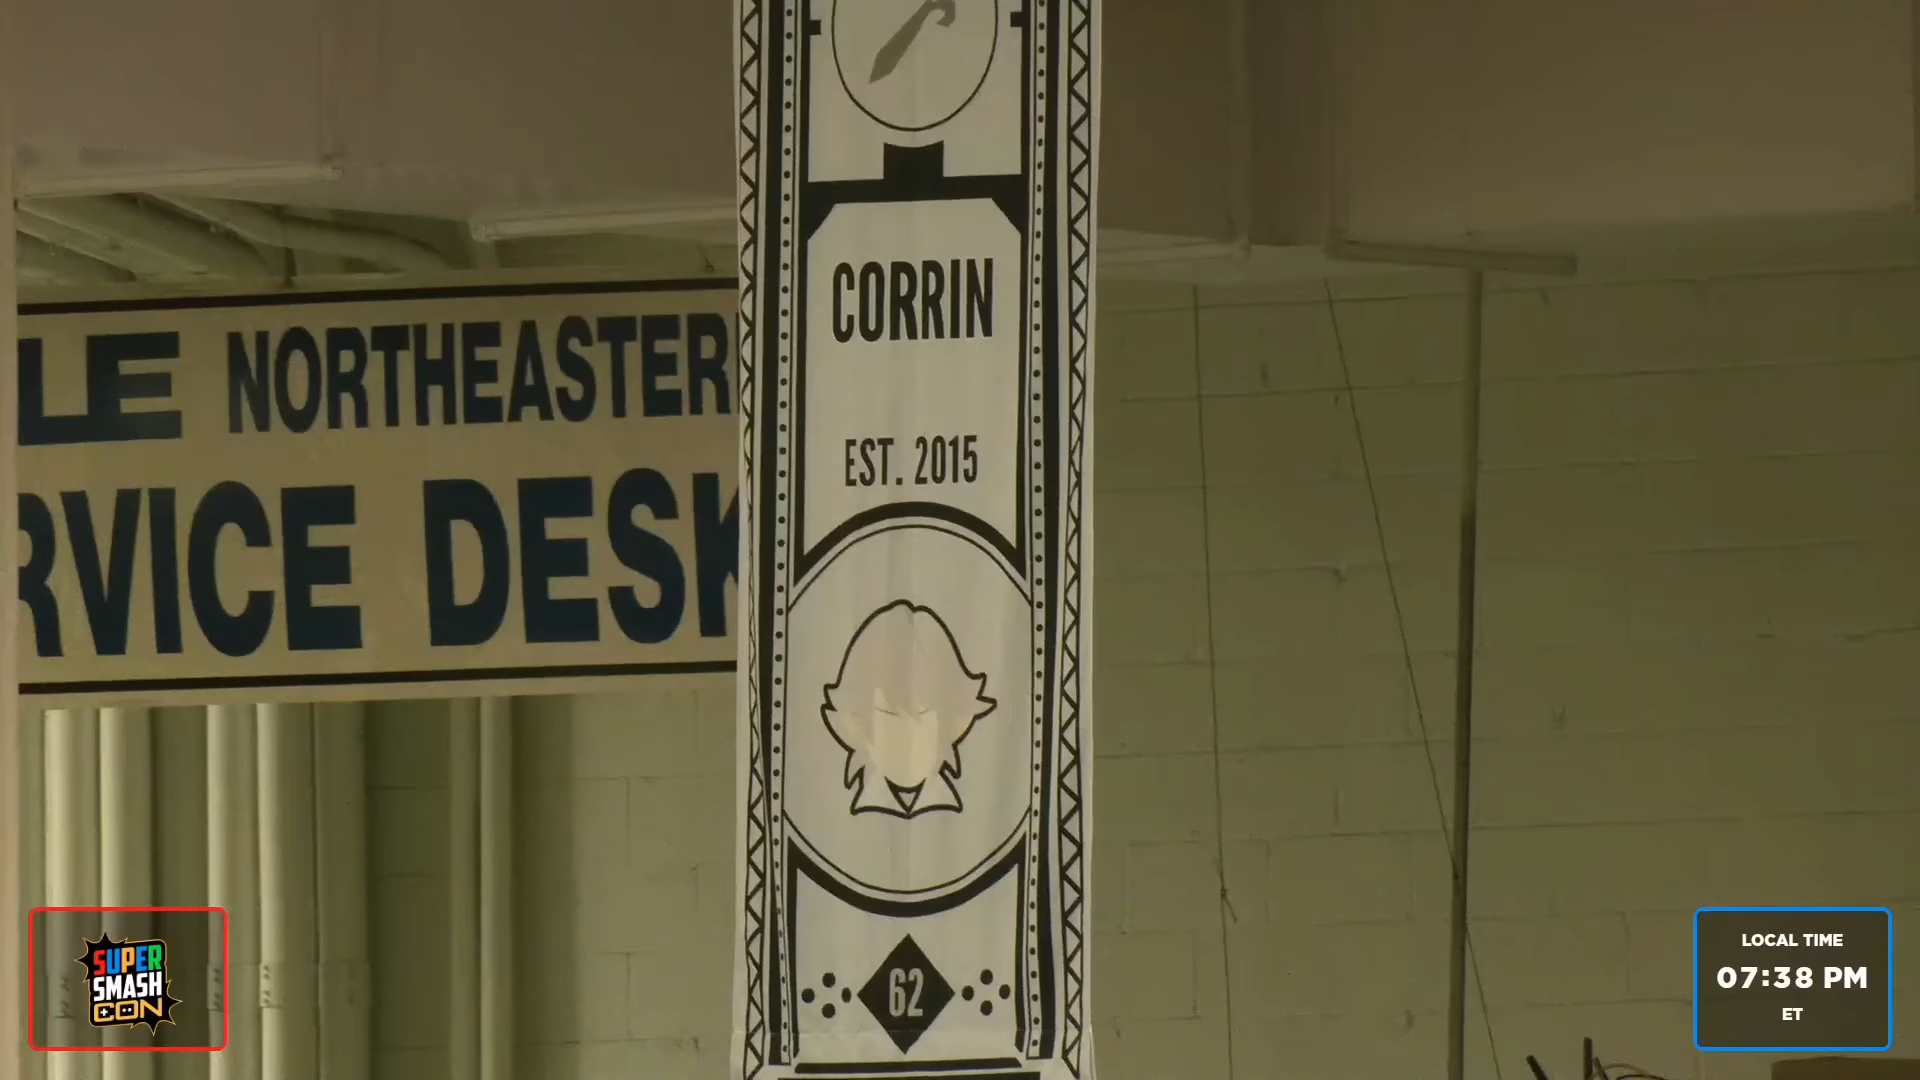 CORRIN
EST. 2015
62
LE NORTHEASTER
RVICE DESK
SUPER
SMASH
CON
LOCAL TIME
07:38 PM
ET